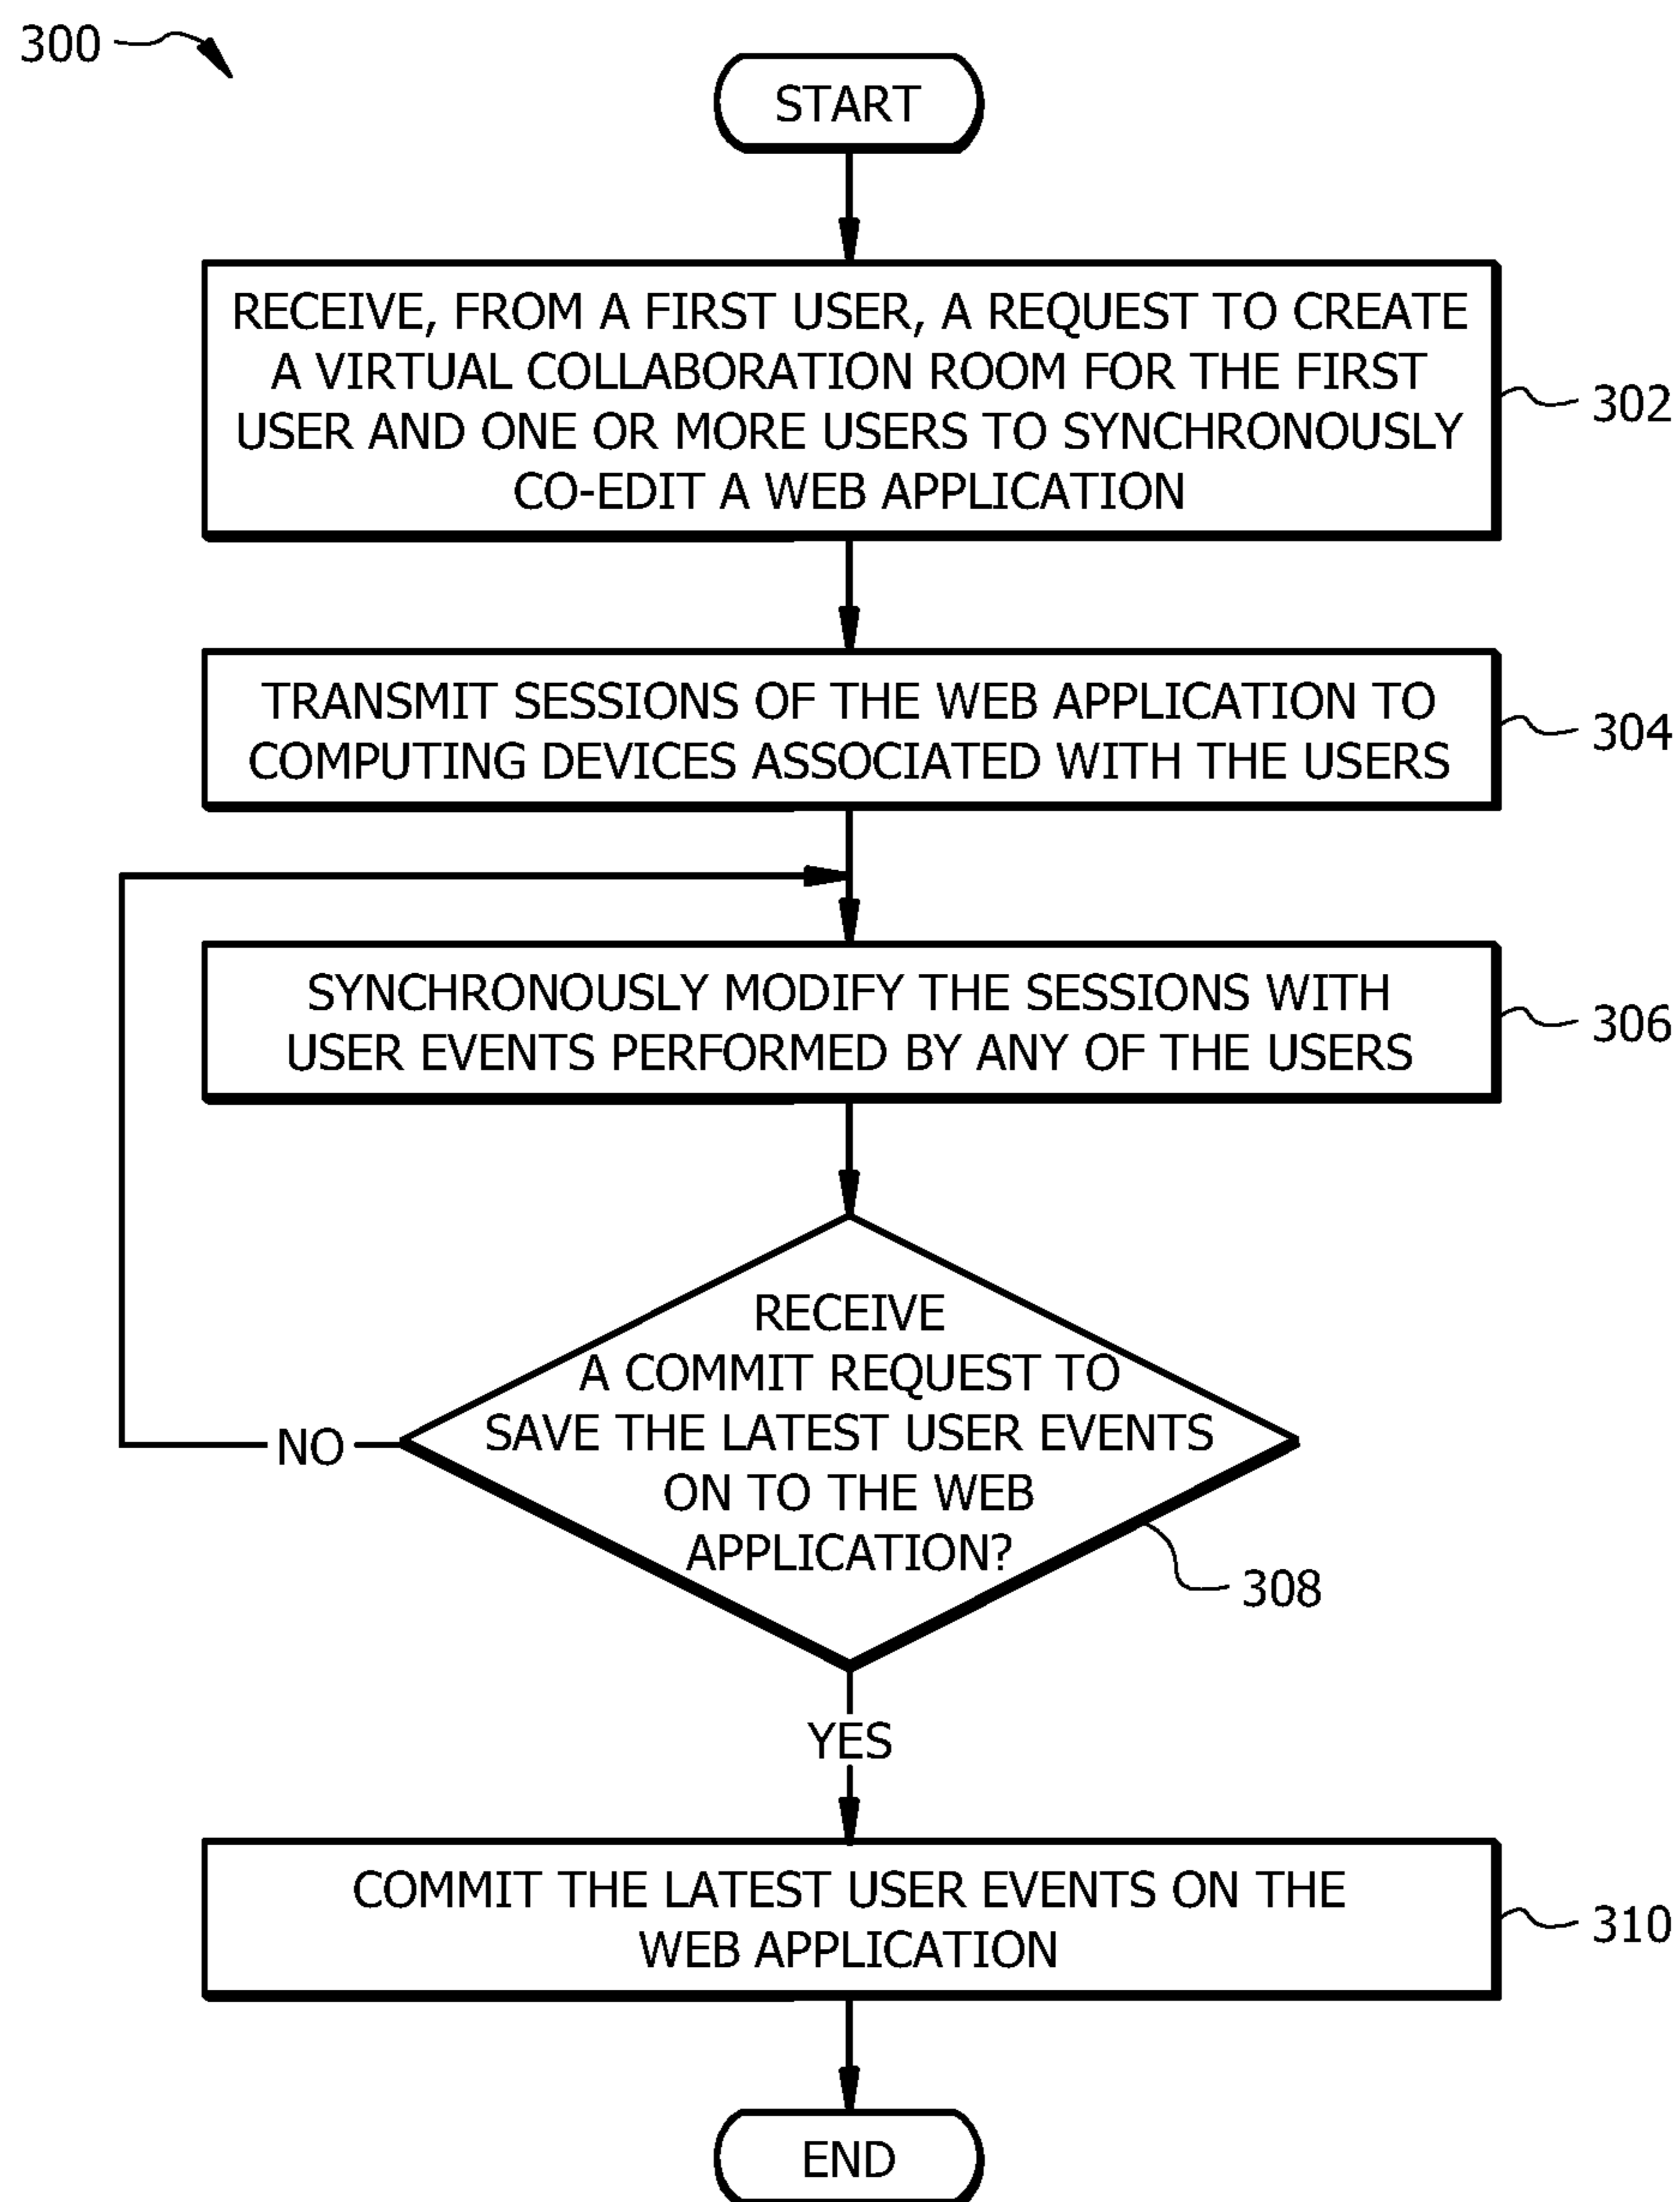 300
START
RECEIVE, FROM A FIRST USER, A REQUEST TO CREATE
A VIRTUAL COLLABORATION ROOM FOR THE FIRST
USER AND ONE OR MORE USERS TO SYNCHRONOUSLY
CO-EDIT A WEB APPLICATION
302
TRANSMIT SESSIONS OF THE WEB APPLICATION TO
COMPUTING DEVICES ASSOCIATED WITH THE USERS
304
SYNCHRONOUSLY MODIFY THE SESSIONS WITH
USER EVENTS PERFORMED BY ANY OF THE USERS
306
RECEIVE
A COMMIT REQUEST TO
SAVE THE LATEST USER EVENTS
ON TO THE WEB
APPLICATION?
NO
308
YES
COMMIT THE LATEST USER EVENTS ON THE
WEB APPLICATION
310
END